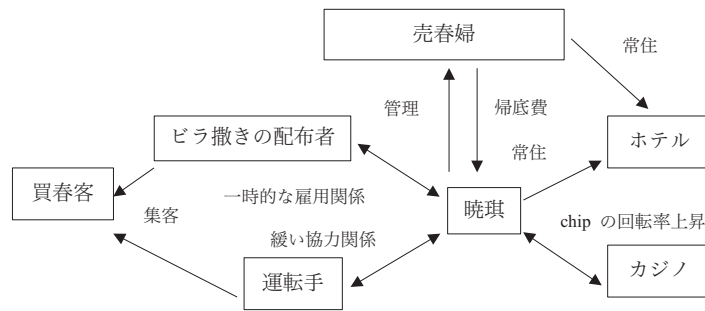 売春婦
常住
管理
帰底費
ビラ撒きの配布者
常住
ホテル
買春客
一時的な雇用関係
暁琪
集客
chip の回転率上昇
緩い協力関係
運転手
カジノ